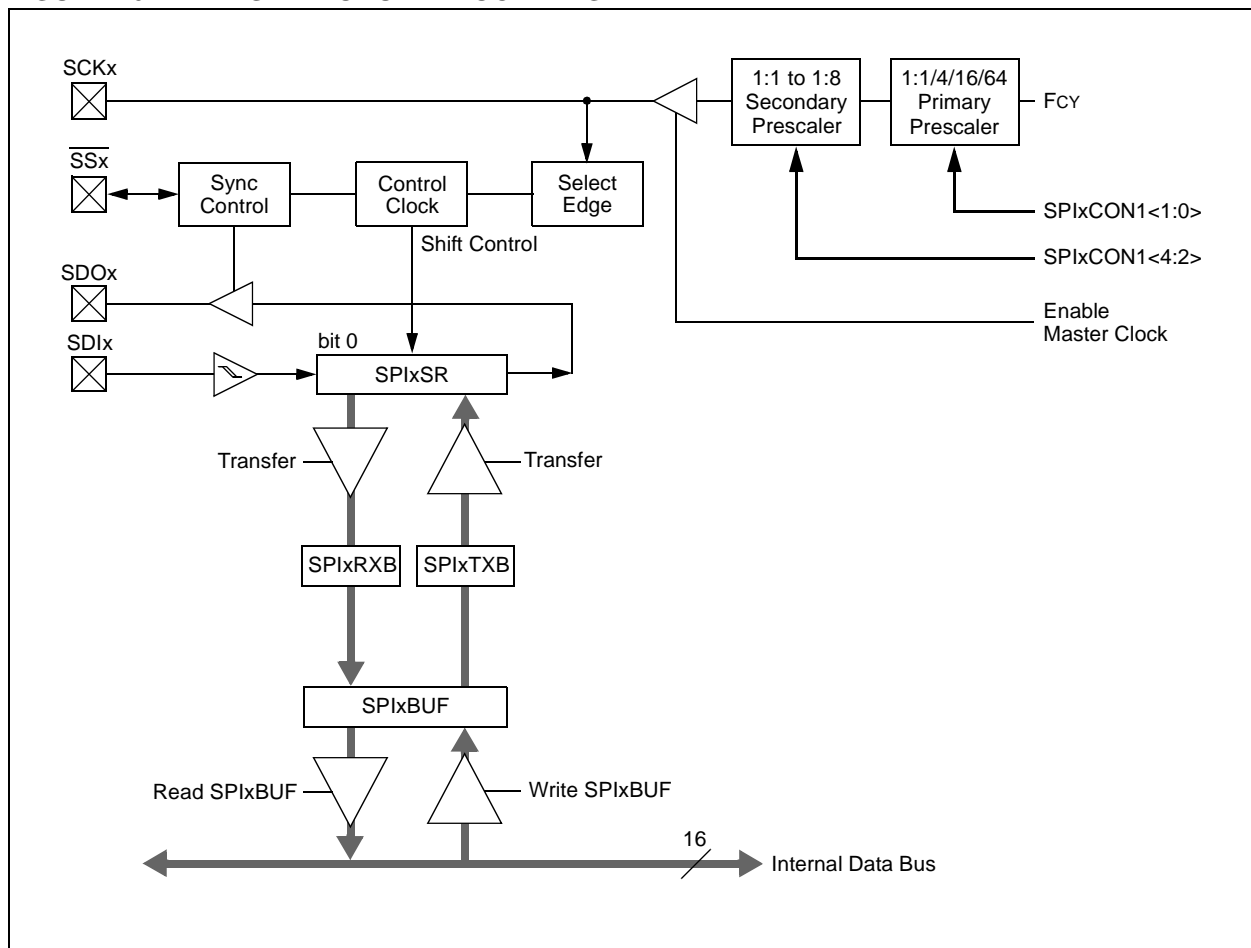 SCKx
1:1 to 1:8
Secondary
Prescaler
1:1/4/16/64
Primary
Prescaler
FCY
SSx
Sync
Control
Control
Clock
Select
Edge
SPIxCON1<1:0>
Shift Control
SPIxCON1<4:2>
SDOx
Enable
Master Clock
SDIx
bit 0
SPIxSR
Transfer
Transfer
SPIxRXB
SPIxTXB
SPIxBUF
Read SPIxBUF
Write SPIxBUF
16
Internal Data Bus